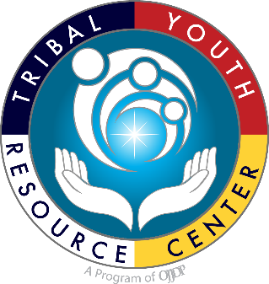 TRIBAL YOUTH
RESOURCE CENTER
A Program of OJJDP